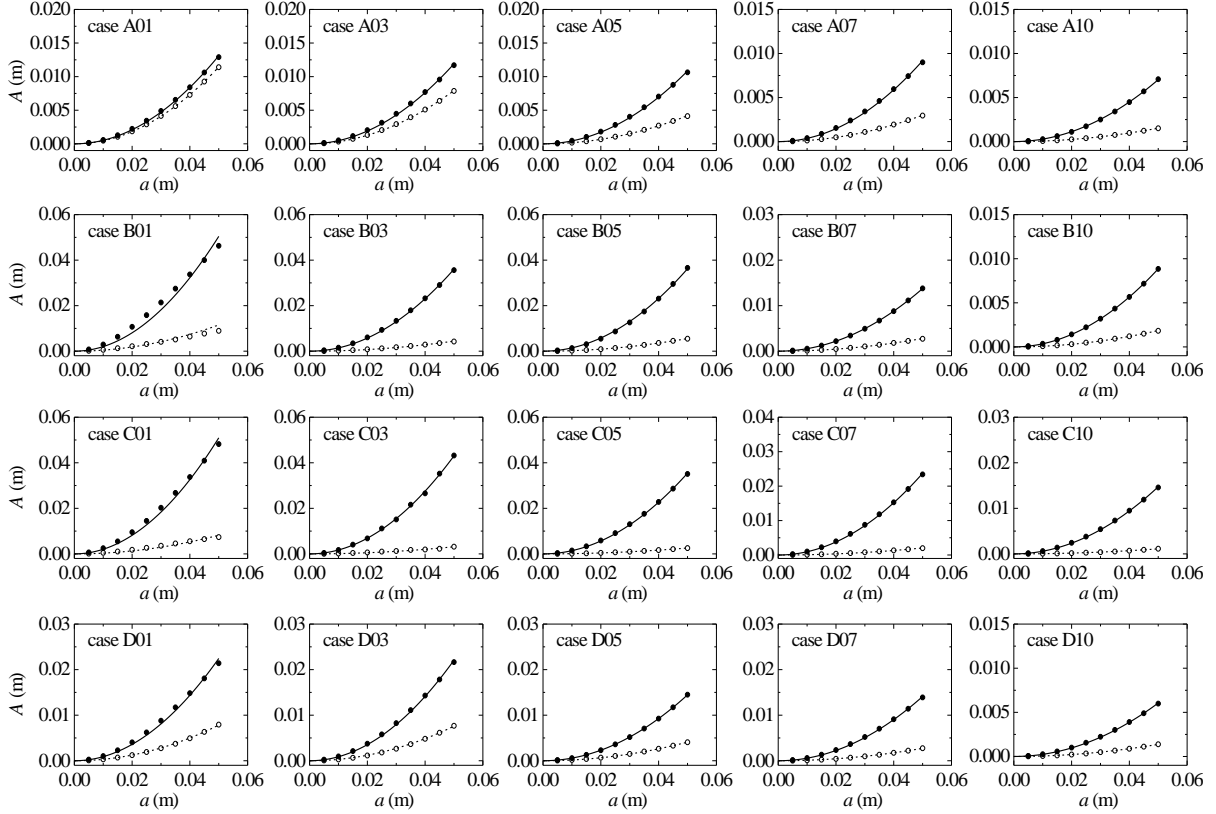 0.020 0.020 0.020 0.015 0.015
case A01 case A03 case A05 case A07 case A10
0.015 0.015 0.015 0.010 0.010
A (m)
0.010 0.010 0.010
0.005 0.005
0.005 0.005 0.005
0.000 0.000 0.000 0.000 0.000
0.00 0.02 0.04 0.06 0.00 0.02 0.04 0.06 0.00 0.02 0.04 0.06 0.00 0.02 0.04 0.06 0.00 0.02 0.04 0.06
a (m) a (m) a (m) a (m) a (m)
0.06 0.06 0.06 0.03 0.015
case B01 case B03 case B05 case B07 case B10
0.04 0.04 0.04 0.02 0.010
A (m)
0.02 0.02 0.02 0.01 0.005
0.00 0.00 0.00 0.00 0.000
0.00 0.02 0.04 0.06 0.00 0.02 0.04 0.06 0.00 0.02 0.04 0.06 0.00 0.02 0.04 0.06 0.00 0.02 0.04 0.06
a (m) a (m) a (m) a (m) a (m)
0.06 0.06 0.06 0.04 0.03
case C01 case C03 case C05 case C07 case C10
0.03
0.04 0.04 0.04 0.02
A (m)
0.02
0.02 0.02 0.02 0.01
0.01
0.00 0.00 0.00 0.00 0.00
0.00 0.02 0.04 0.06 0.00 0.02 0.04 0.06 0.00 0.02 0.04 0.06 0.00 0.02 0.04 0.06 0.00 0.02 0.04 0.06
a (m) a (m) a (m) a (m) a (m)
0.03 0.03 0.03 0.03 0.015
case D01 case D03 case D05 case D07 case D10
0.02 0.02 0.02 0.02 0.010
A (m)
0.01 0.01 0.01 0.01 0.005
0.00 0.00 0.00 0.00 0.000
0.00 0.02 0.04 0.06 0.00 0.02 0.04 0.06 0.00 0.02 0.04 0.06 0.00 0.02 0.04 0.06 0.00 0.02 0.04 0.06
a (m) a (m) a (m) a (m) a (m)